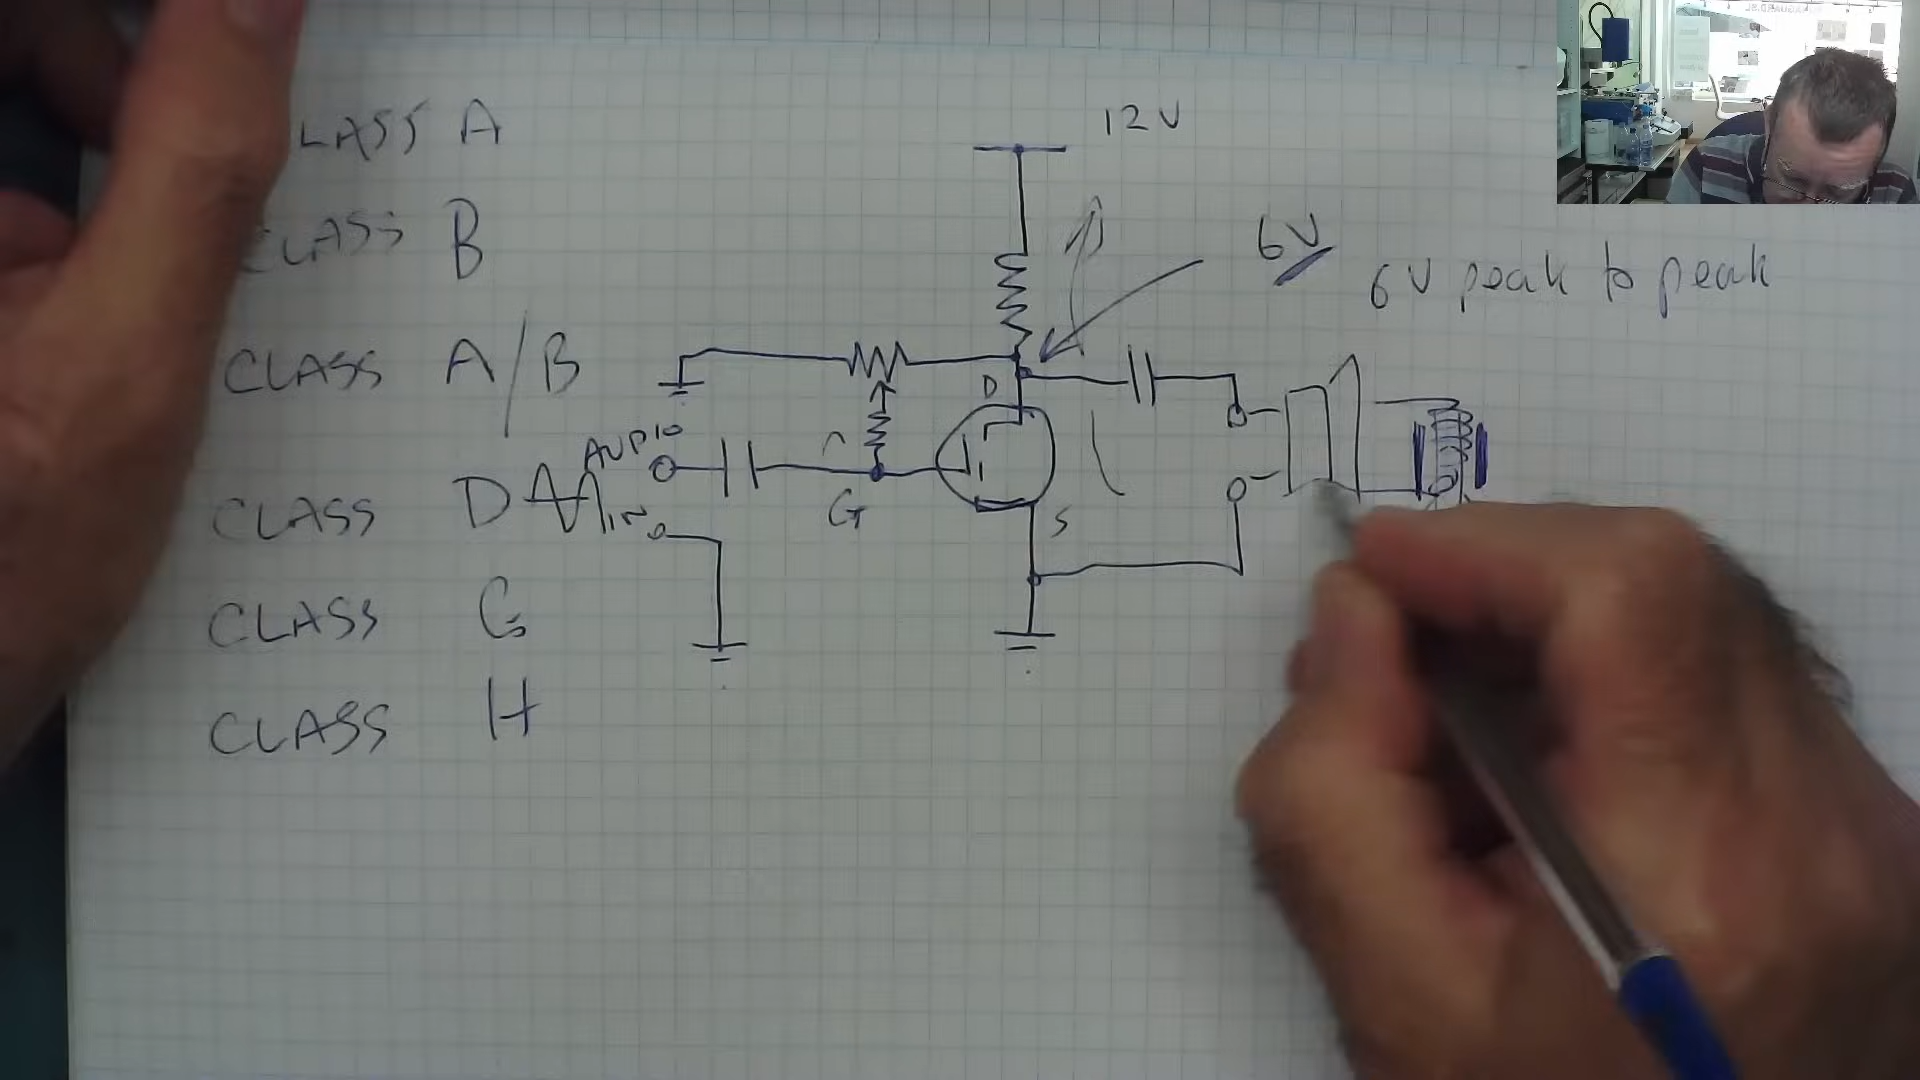 LASS A
CLASS B
CLASS A/B
CLASS D
CLASS G
CLASS H
12V
6V
6V peak to peak
D
AUDIO
IN
G
S